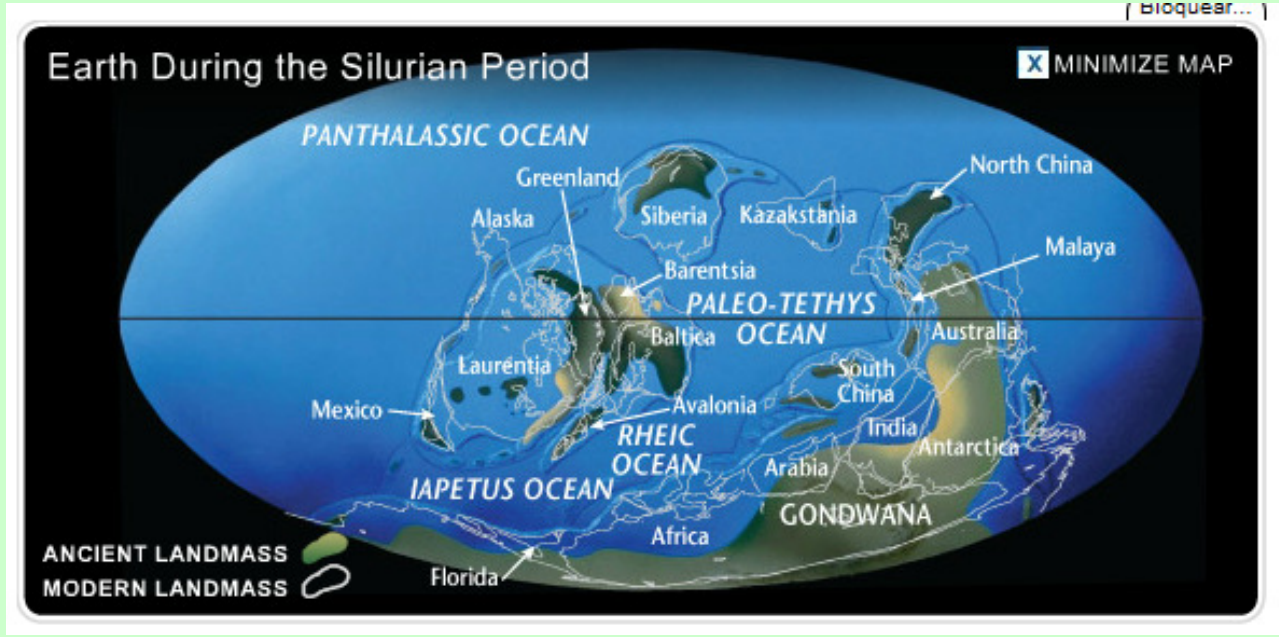 Bloquear...
Earth During the Silurian Period
X MINIMIZE MAP
PANTHALASSIC OCEAN
Greenland
North China
Alaska
Siberia
Kazakstania
Malaya
Barentsia
PALEO-TETHYS
OCEAN
Baltica
Australia
Laurentia
South
China
Mexico
Avalonia
India
RHEIC
OCEAN
Antarctica
Arabia
IAPETUS OCEAN
GONDWANA
Africa
ANCIENT LANDMASS
Florida
MODERN LANDMASS